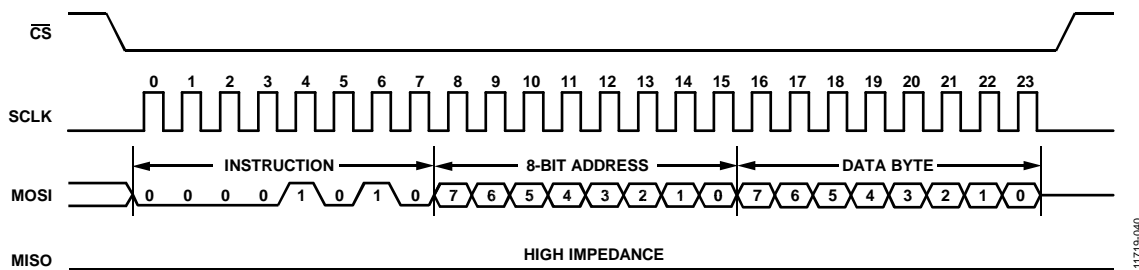 CS
0 1 2 3 4 5 6 7 8 9 10 11 12 13 14 15 16 17 18 19 20 21 22 23
SCLK
INSTRUCTION 8-BIT ADDRESS DATA BYTE
MOSI 0 0 0 0 1 0 1 0 7 6 5 4 3 2 1 0 7 6 5 4 3 2 1 0
MISO HIGH IMPEDANCE
11719-040